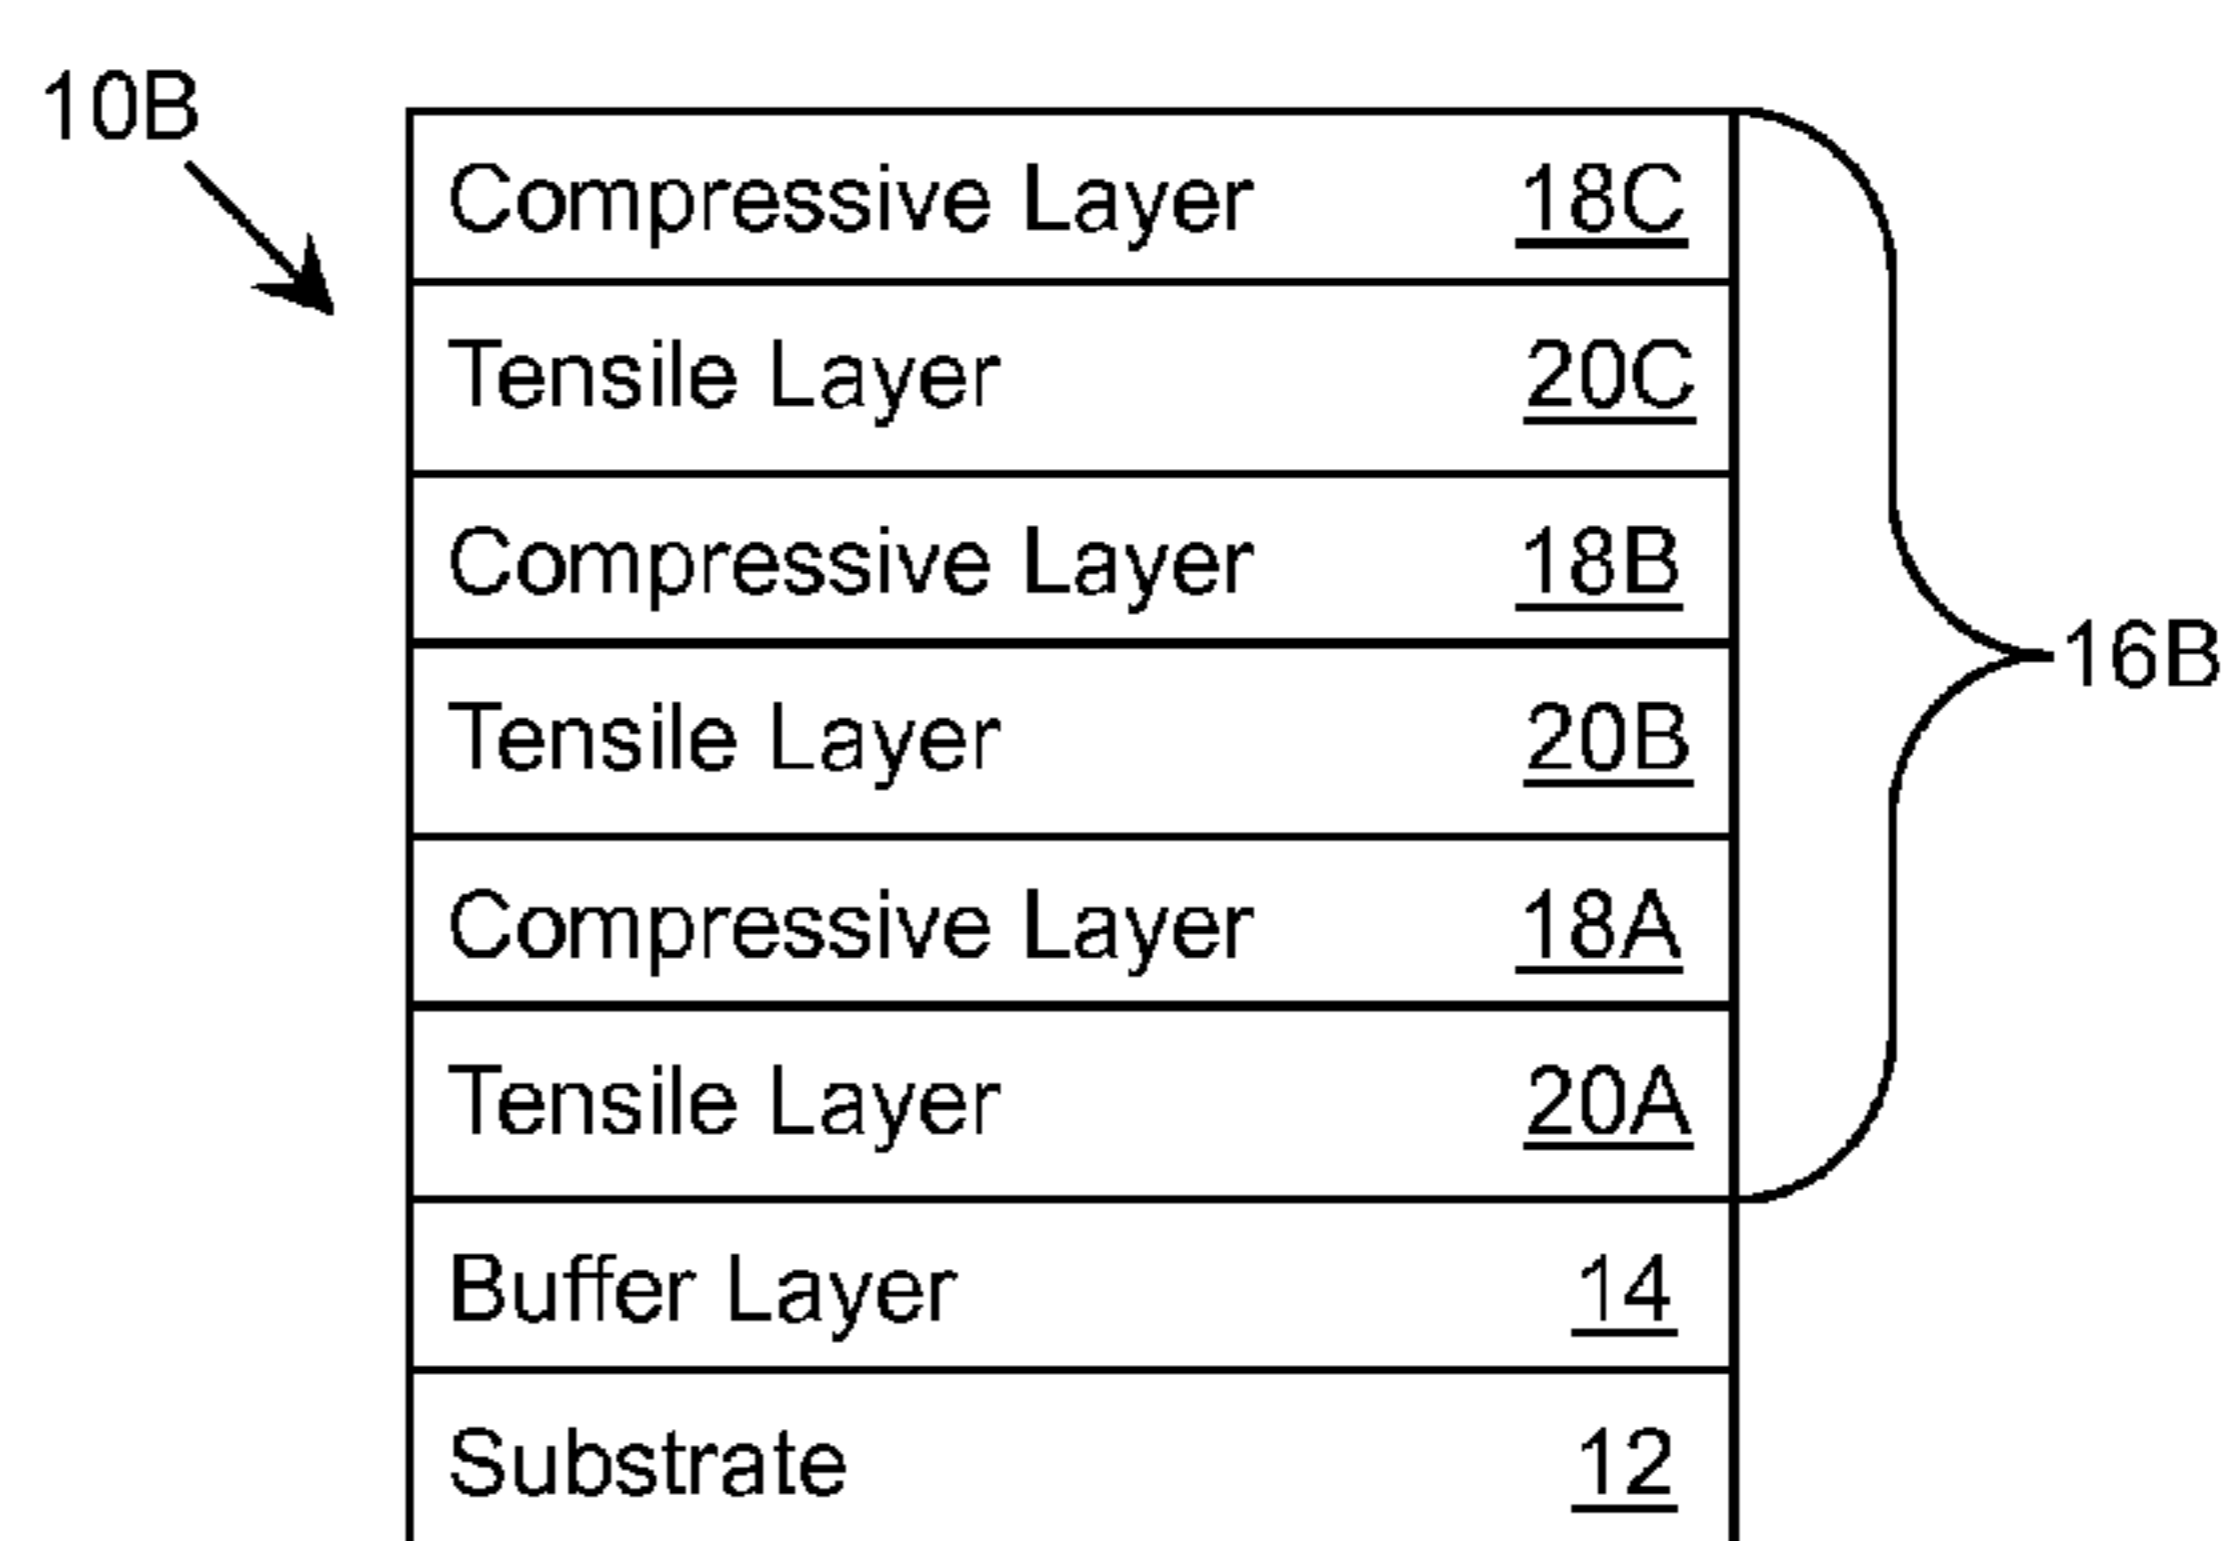 10B
Compressive Layer 18C
Tensile Layer 20C
Compressive Layer 18B
Tensile Layer 20B
16B
Compressive Layer 18A
Tensile Layer 20A
Buffer Layer 14
Substrate 12